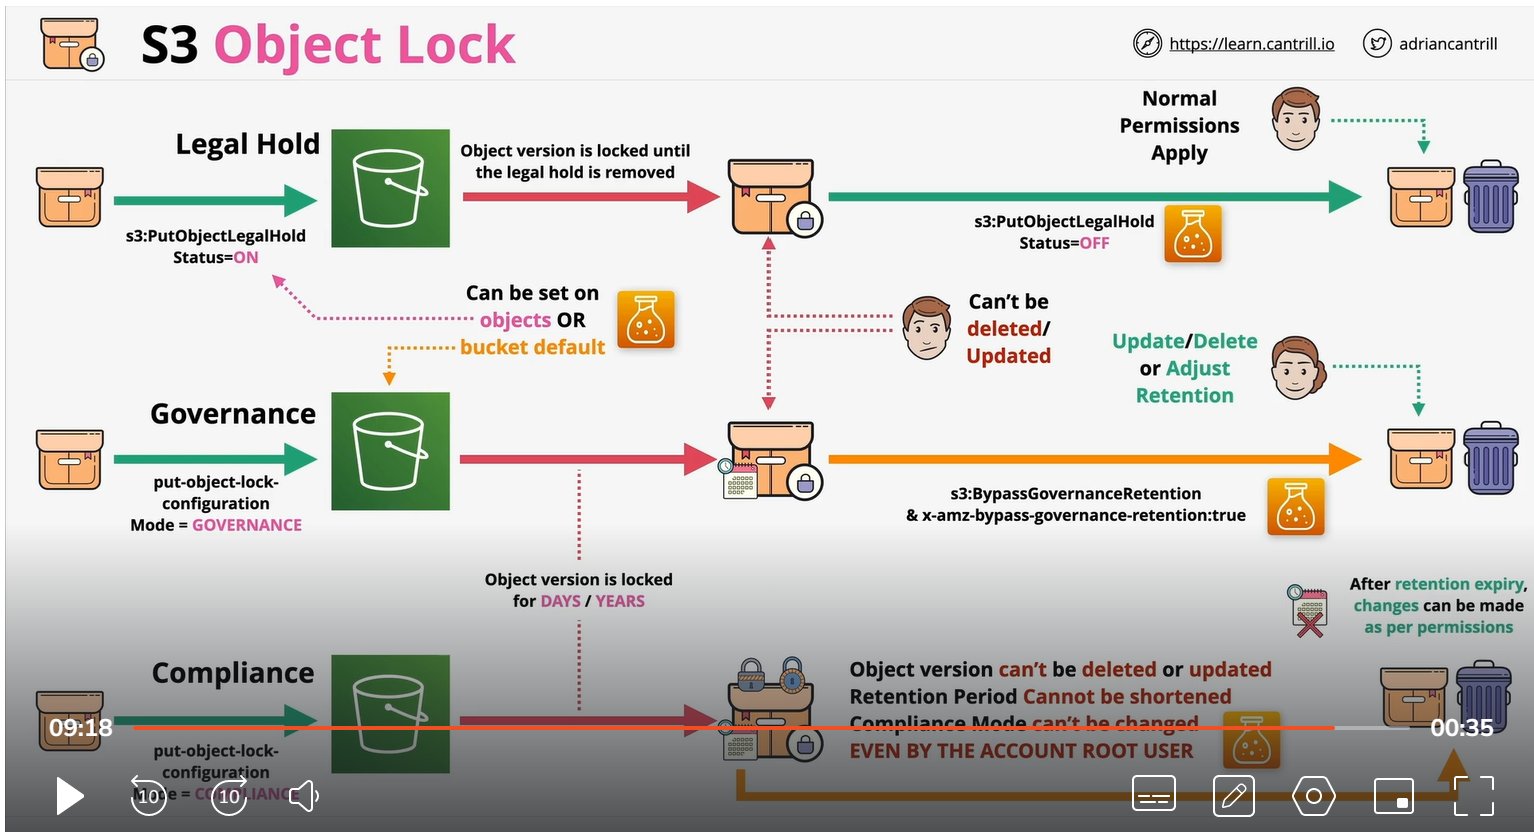 S3 Object Lock
https://learn.cantrill.io
adriancantrill
Normal
Permissions
Apply
Legal Hold
Object version is locked until
the legal hold is removed
s3:PutObjectLegalHold
Status=ON
s3:PutObjectLegalHold
Status=OFF
Can be set on
objects OR
bucket default
Can't be
deleted/
Updated
Update/Delete
or Adjust
Retention
Governance
put-object-lock-
configuration
Mode = GOVERNANCE
s3:BypassGovernanceRetention
& x-amz-bypass-governance-retention:true
Object version is locked
for DAYS / YEARS
After retention expiry,
changes can be made
as per permissions
Compliance
Object version can't be deleted or updated
Retention Period Cannot be shortened
Compliance Mode can't be changed
EVEN BY THE ACCOUNT ROOT USER
09:18
00:35
put-object-lock-
configuration
Mode = COMPLIANCE
10
10